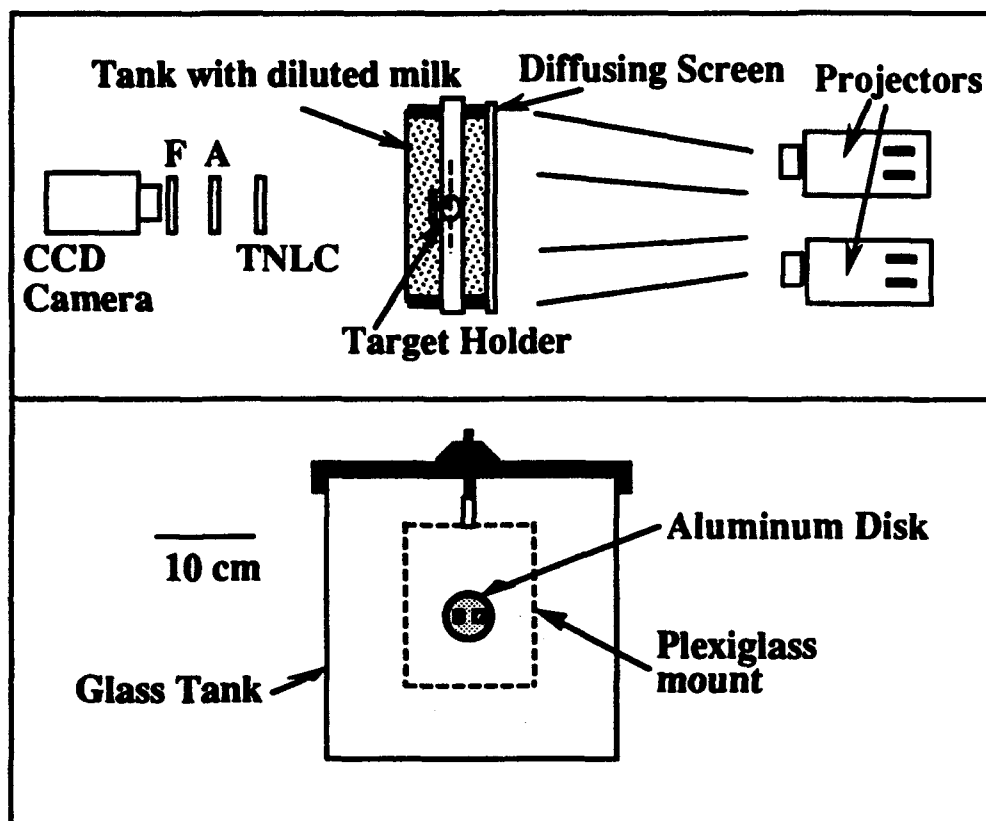 Tank with diluted milk
Diffusing Screen
Projectors
F A
CCD
Camera
TNLC
Target Holder
10 cm
Aluminum Disk
Plexiglass
mount
Glass Tank